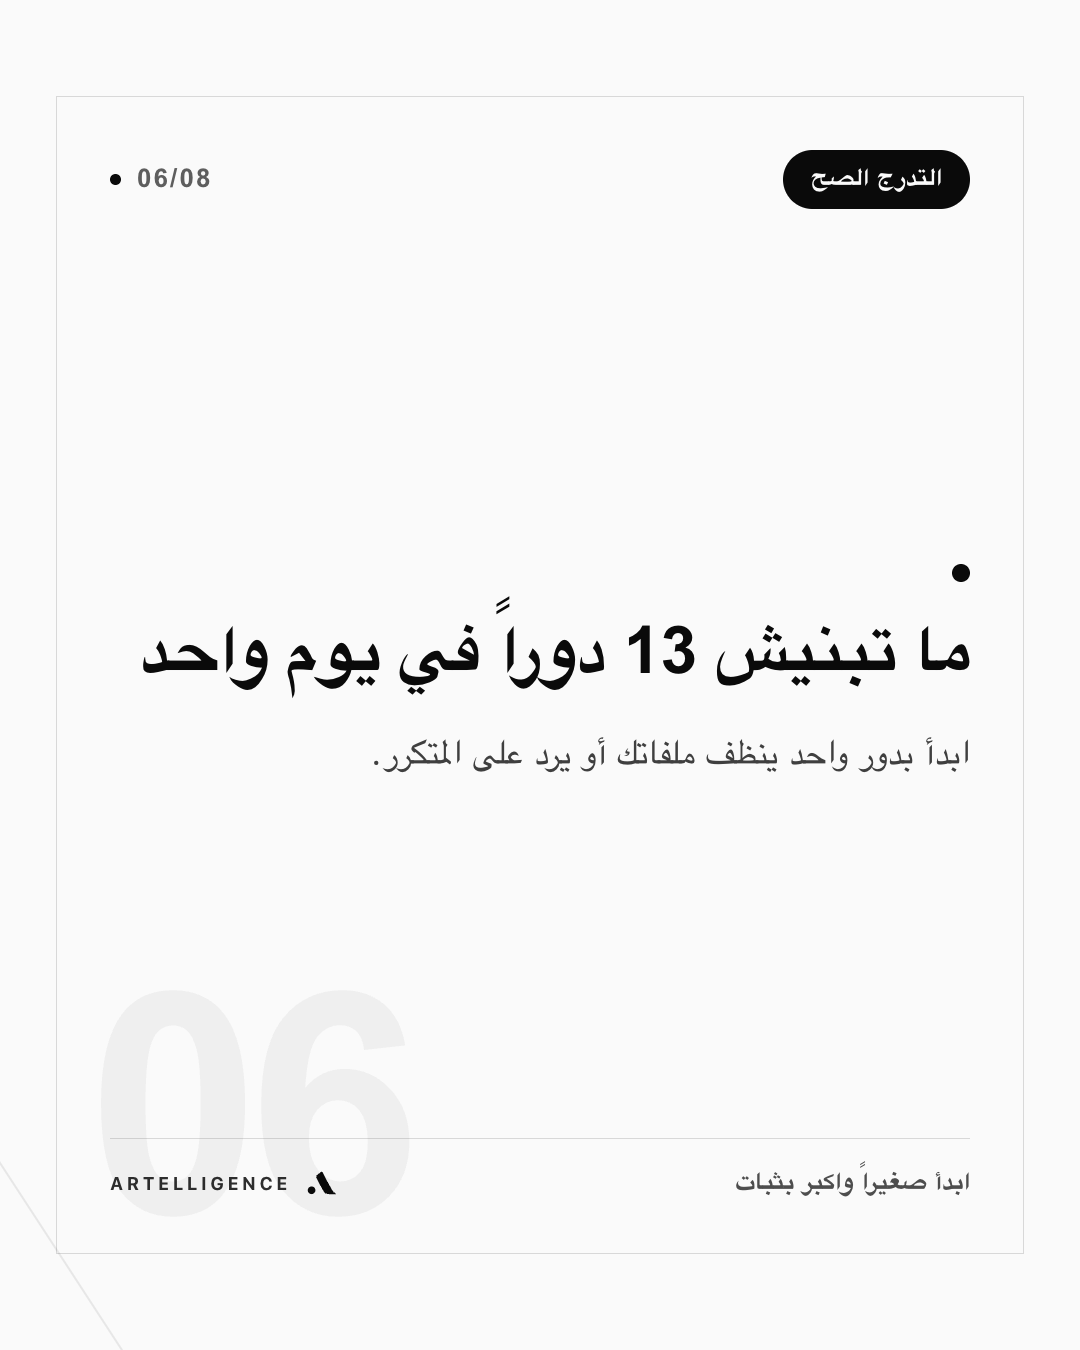 التدرج الصح
06/08
ما تبنيش 13 دوراً في يوم واحد
ابدأ بدور واحد ينظف ملفاتك أو يرد على المتكرر.
06
ابدأ صغيراً واكبر بثبات
ARTELLIGENCE